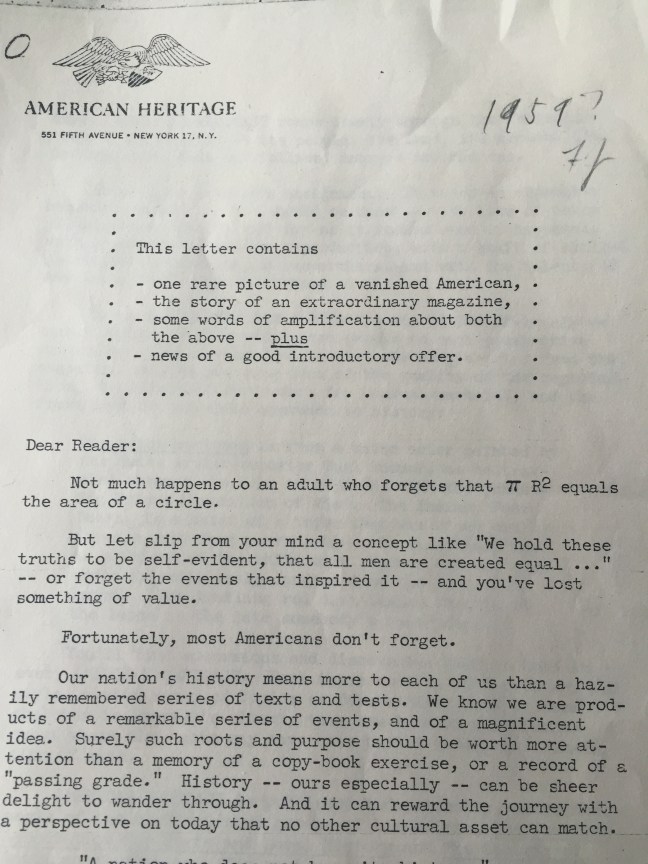 O
AMERICAN HERITAGE
551 FIFTH AVENUE • NEW YORK 17, N.Y.
1959?
This letter contains
- one rare picture of a vanished American,
- the story of an extraordinary magazine,
- some words of amplification about both
the above -- plus
- news of a good introductory offer.
Dear Reader:
Not much happens to an adult who forgets that π R² equals
the area of a circle.
But let slip from your mind a concept like "We hold these
truths to be self-evident, that all men are created equal ..."
-- or forget the events that inspired it -- and you've lost
something of value.
Fortunately, most Americans don't forget.
Our nation's history means more to each of us than a haz-
ily remembered series of texts and tests. We know we are prod-
ucts of a remarkable series of events, and of a magnificent
idea. Surely such roots and purpose should be worth more at-
tention than a memory of a copy-book exercise, or a record of a
"passing grade." History -- ours especially -- can be sheer
delight to wander through. And it can reward the journey with
a perspective on today that no other cultural asset can match.